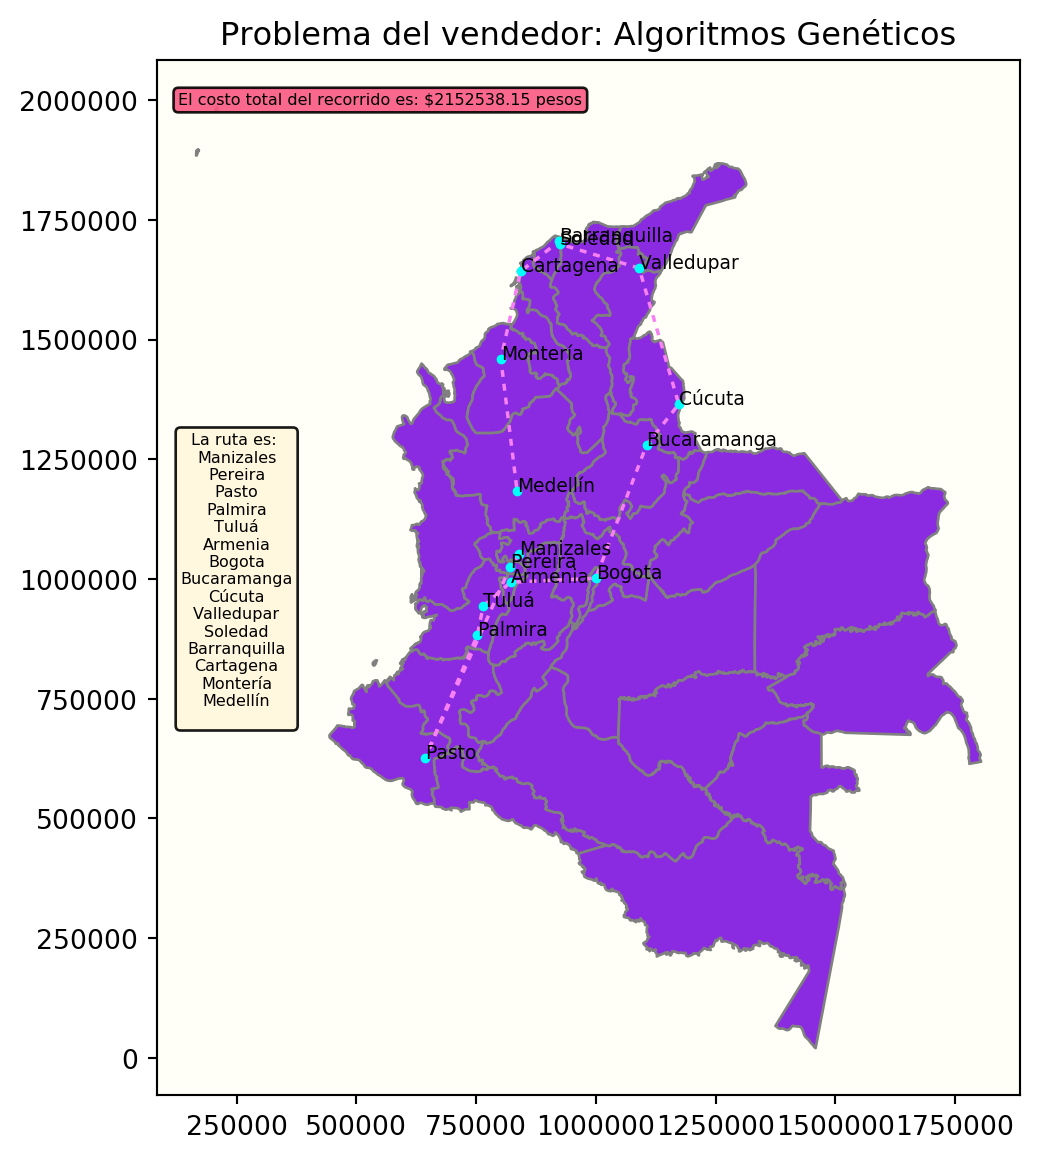 Problema del vendedor: Algoritmos Genéticos
El costo total del recorrido es: $2152538.15 pesos
2000000
1750000
1500000
1250000
1000000
750000
500000
250000
0
Barranquilla
Soledad
Cartagena
Valledupar
Montería
Cúcuta
Bucaramanga
Medellín
Manizales
Pereira
Armenia
Bogota
Tuluá
Palmira
Pasto
La ruta es:
Manizales
Pereira
Pasto
Palmira
Tuluá
Armenia
Bogota
Bucaramanga
Cúcuta
Valledupar
Soledad
Barranquilla
Cartagena
Montería
Medellín
250000 500000 750000 1000000 1250000 1500000 1750000